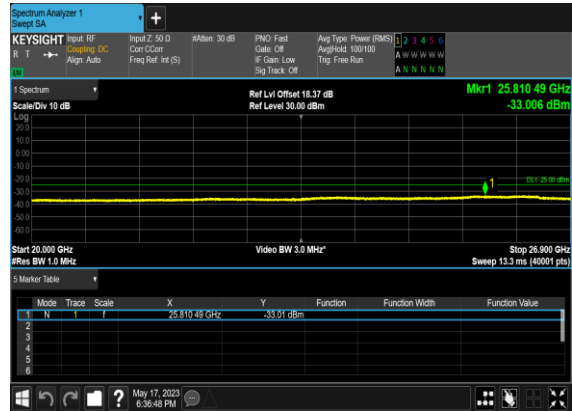 Spectrum Analyzer 1
Swept SA
+
KEYSIGHT Input: RF Input Z: 50 Ω #Atten: 30 dB PNO: Fast Avg Type: Power (RMS) 1 2 3 4 5 6
R T Coupling: DC Corr CCorr Gate: Off Avg|Hold: 100/100 A W W W W W
Align: Auto Freq Ref: Int (S) IF Gain: Low Trig: Free Run
LW Sig Track: Off A N N N N N
1 Spectrum Ref Lvl Offset 18.37 dB Mkr1 25.810 49 GHz
Scale/Div 10 dB Ref Level 30.00 dBm -33.006 dBm
Log
20.0
10.0
0.00
-10.0
-20.0
1 DL1 -25.00 dBm
-30.0
-40.0
-50.0
-60.0
Start 20.000 GHz Video BW 3.0 MHz* Stop 26.900 GHz
#Res BW 1.0 MHz Sweep 13.3 ms (40001 pts)
5 Marker Table
Mode Trace Scale X Y Function Function Width Function Value
1 N 1 f 25.810 49 GHz -33.01 dBm
2
3
4
5
6
? May 17, 2023
6:36:48 PM